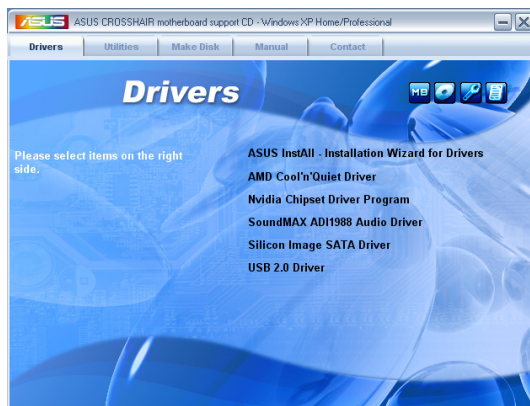 ASUS ASUS CROSSHAIR motherboard support CD - Windows XP Home/Professional
Drivers Utilities Make Disk Manual Contact
Drivers
MB
Please select items on the right side.
ASUS InstAll - Installation Wizard for Drivers
AMD Cool'n'Quiet Driver
Nvidia Chipset Driver Program
SoundMAX ADI1988 Audio Driver
Silicon Image SATA Driver
USB 2.0 Driver